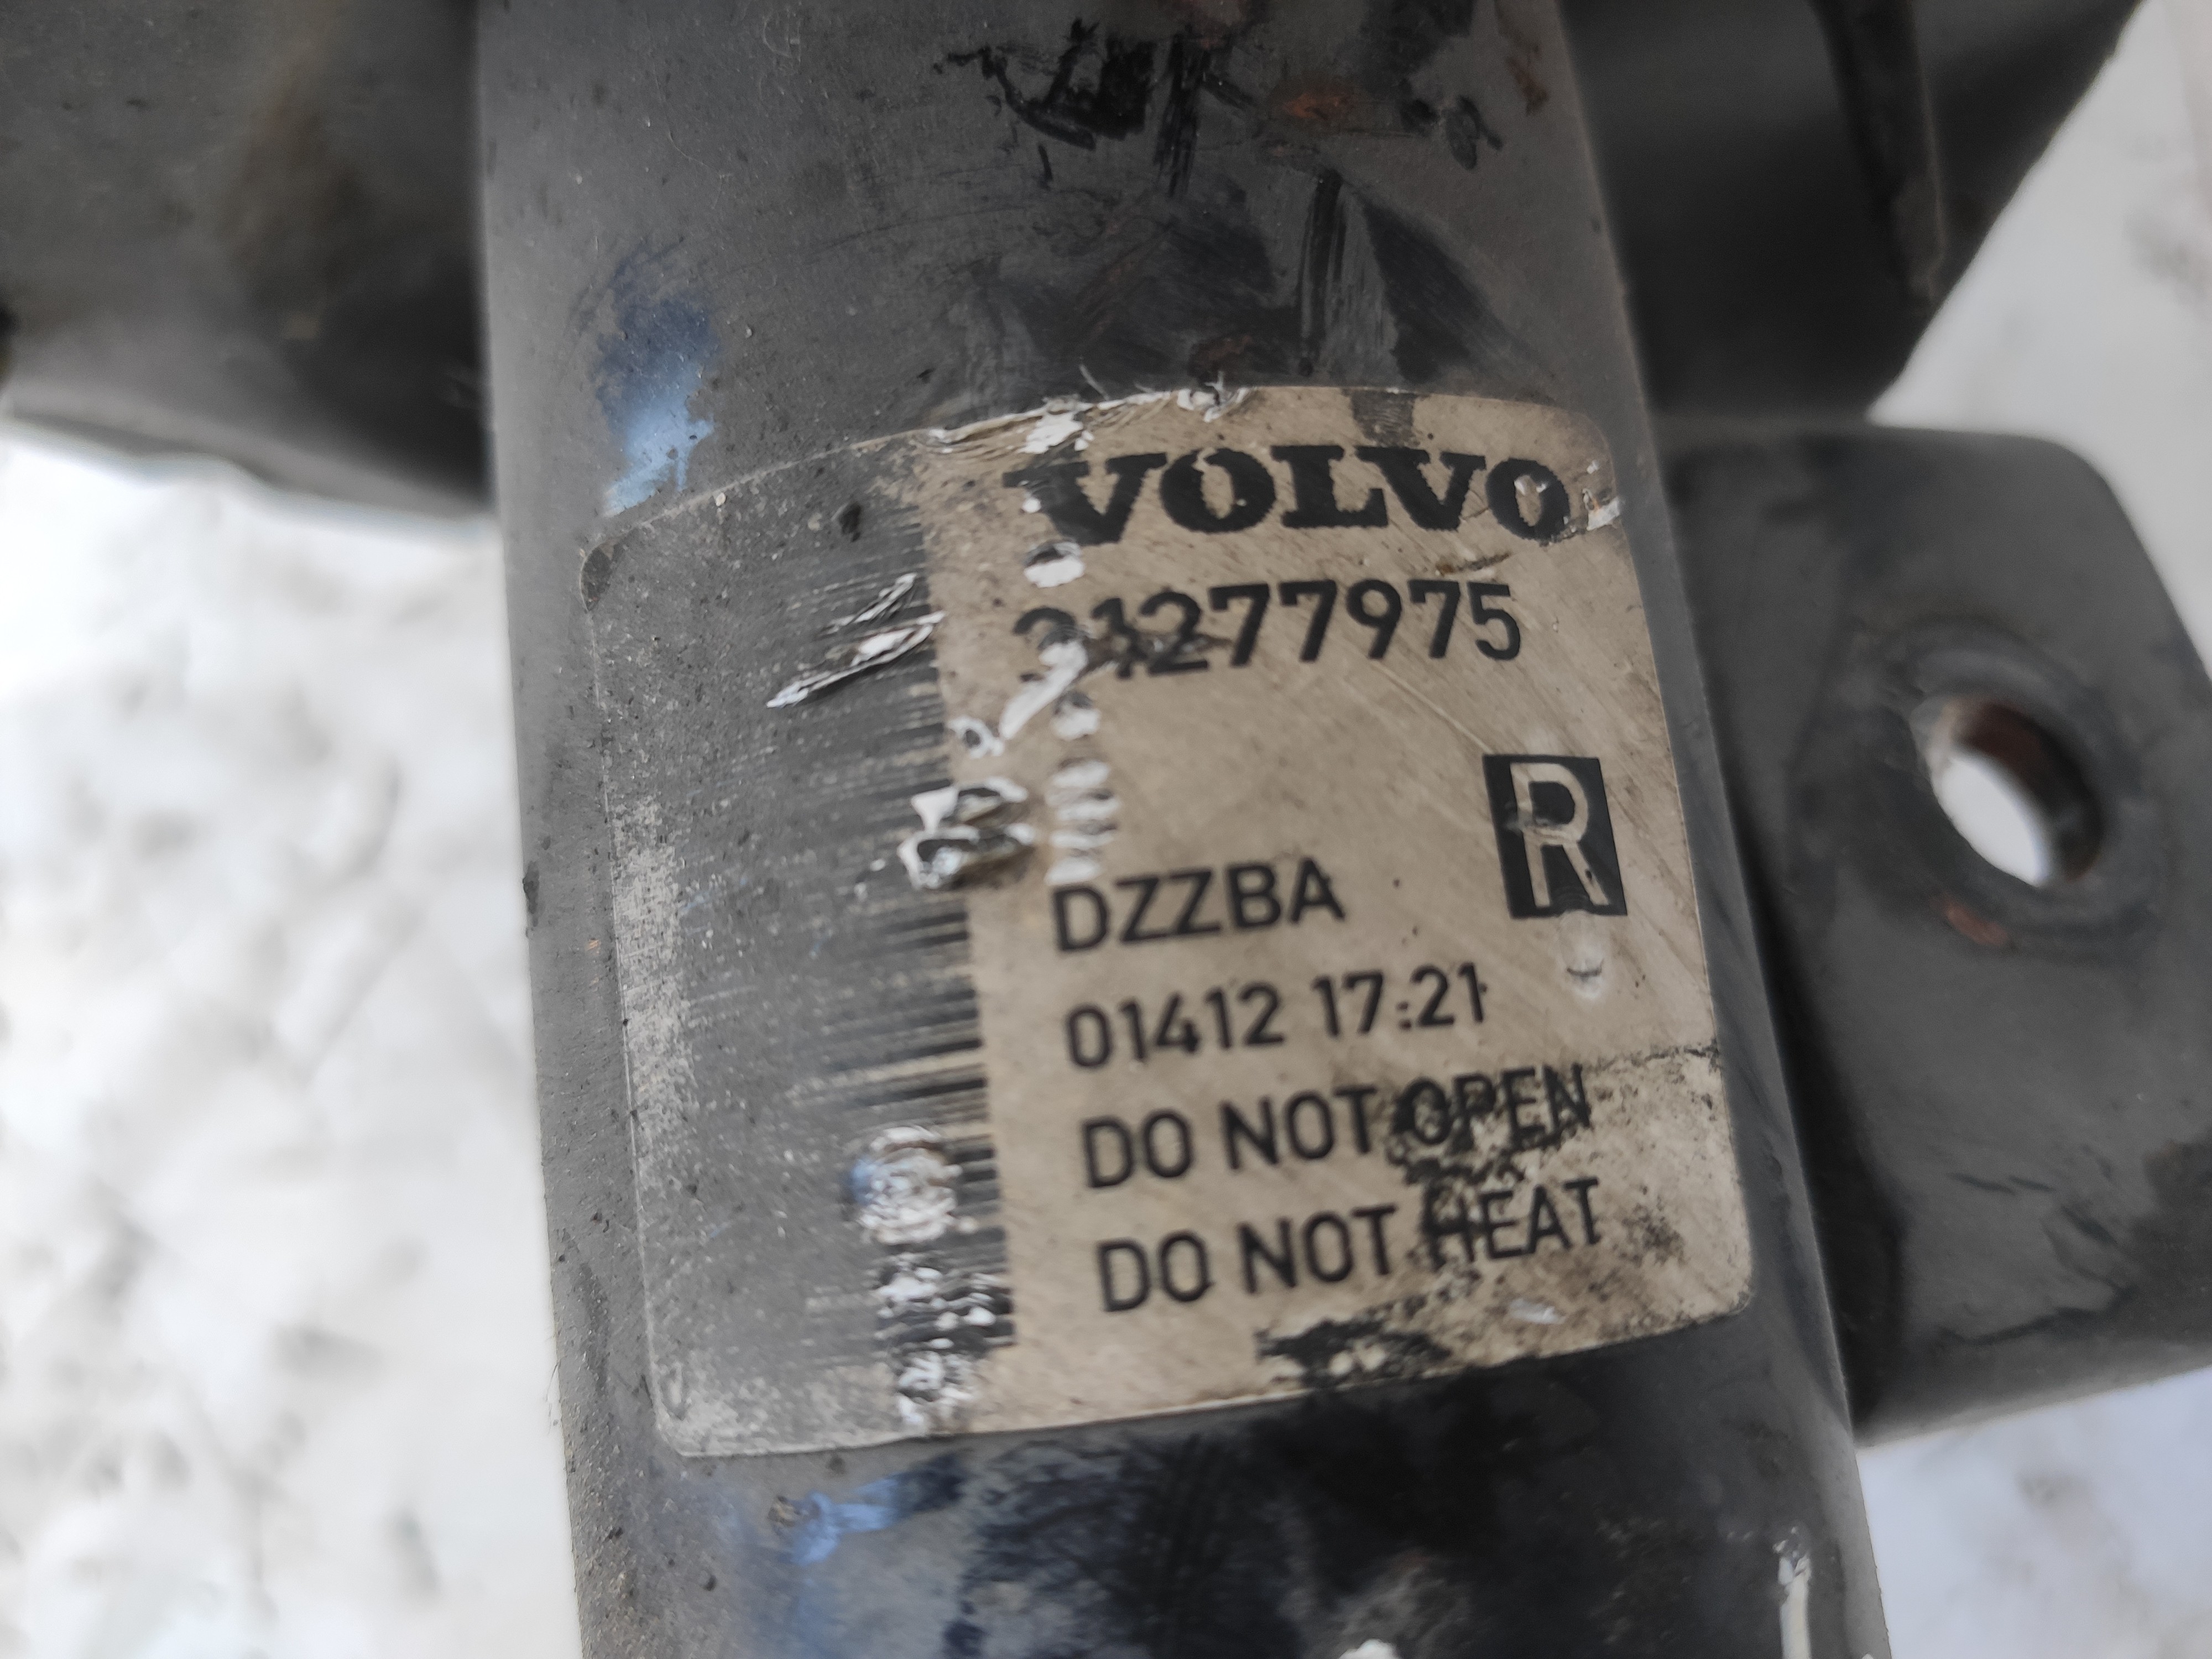 VOLVO
31277975
R
DZZBA
01412 17:21
DO NOT OPEN
DO NOT HEAT